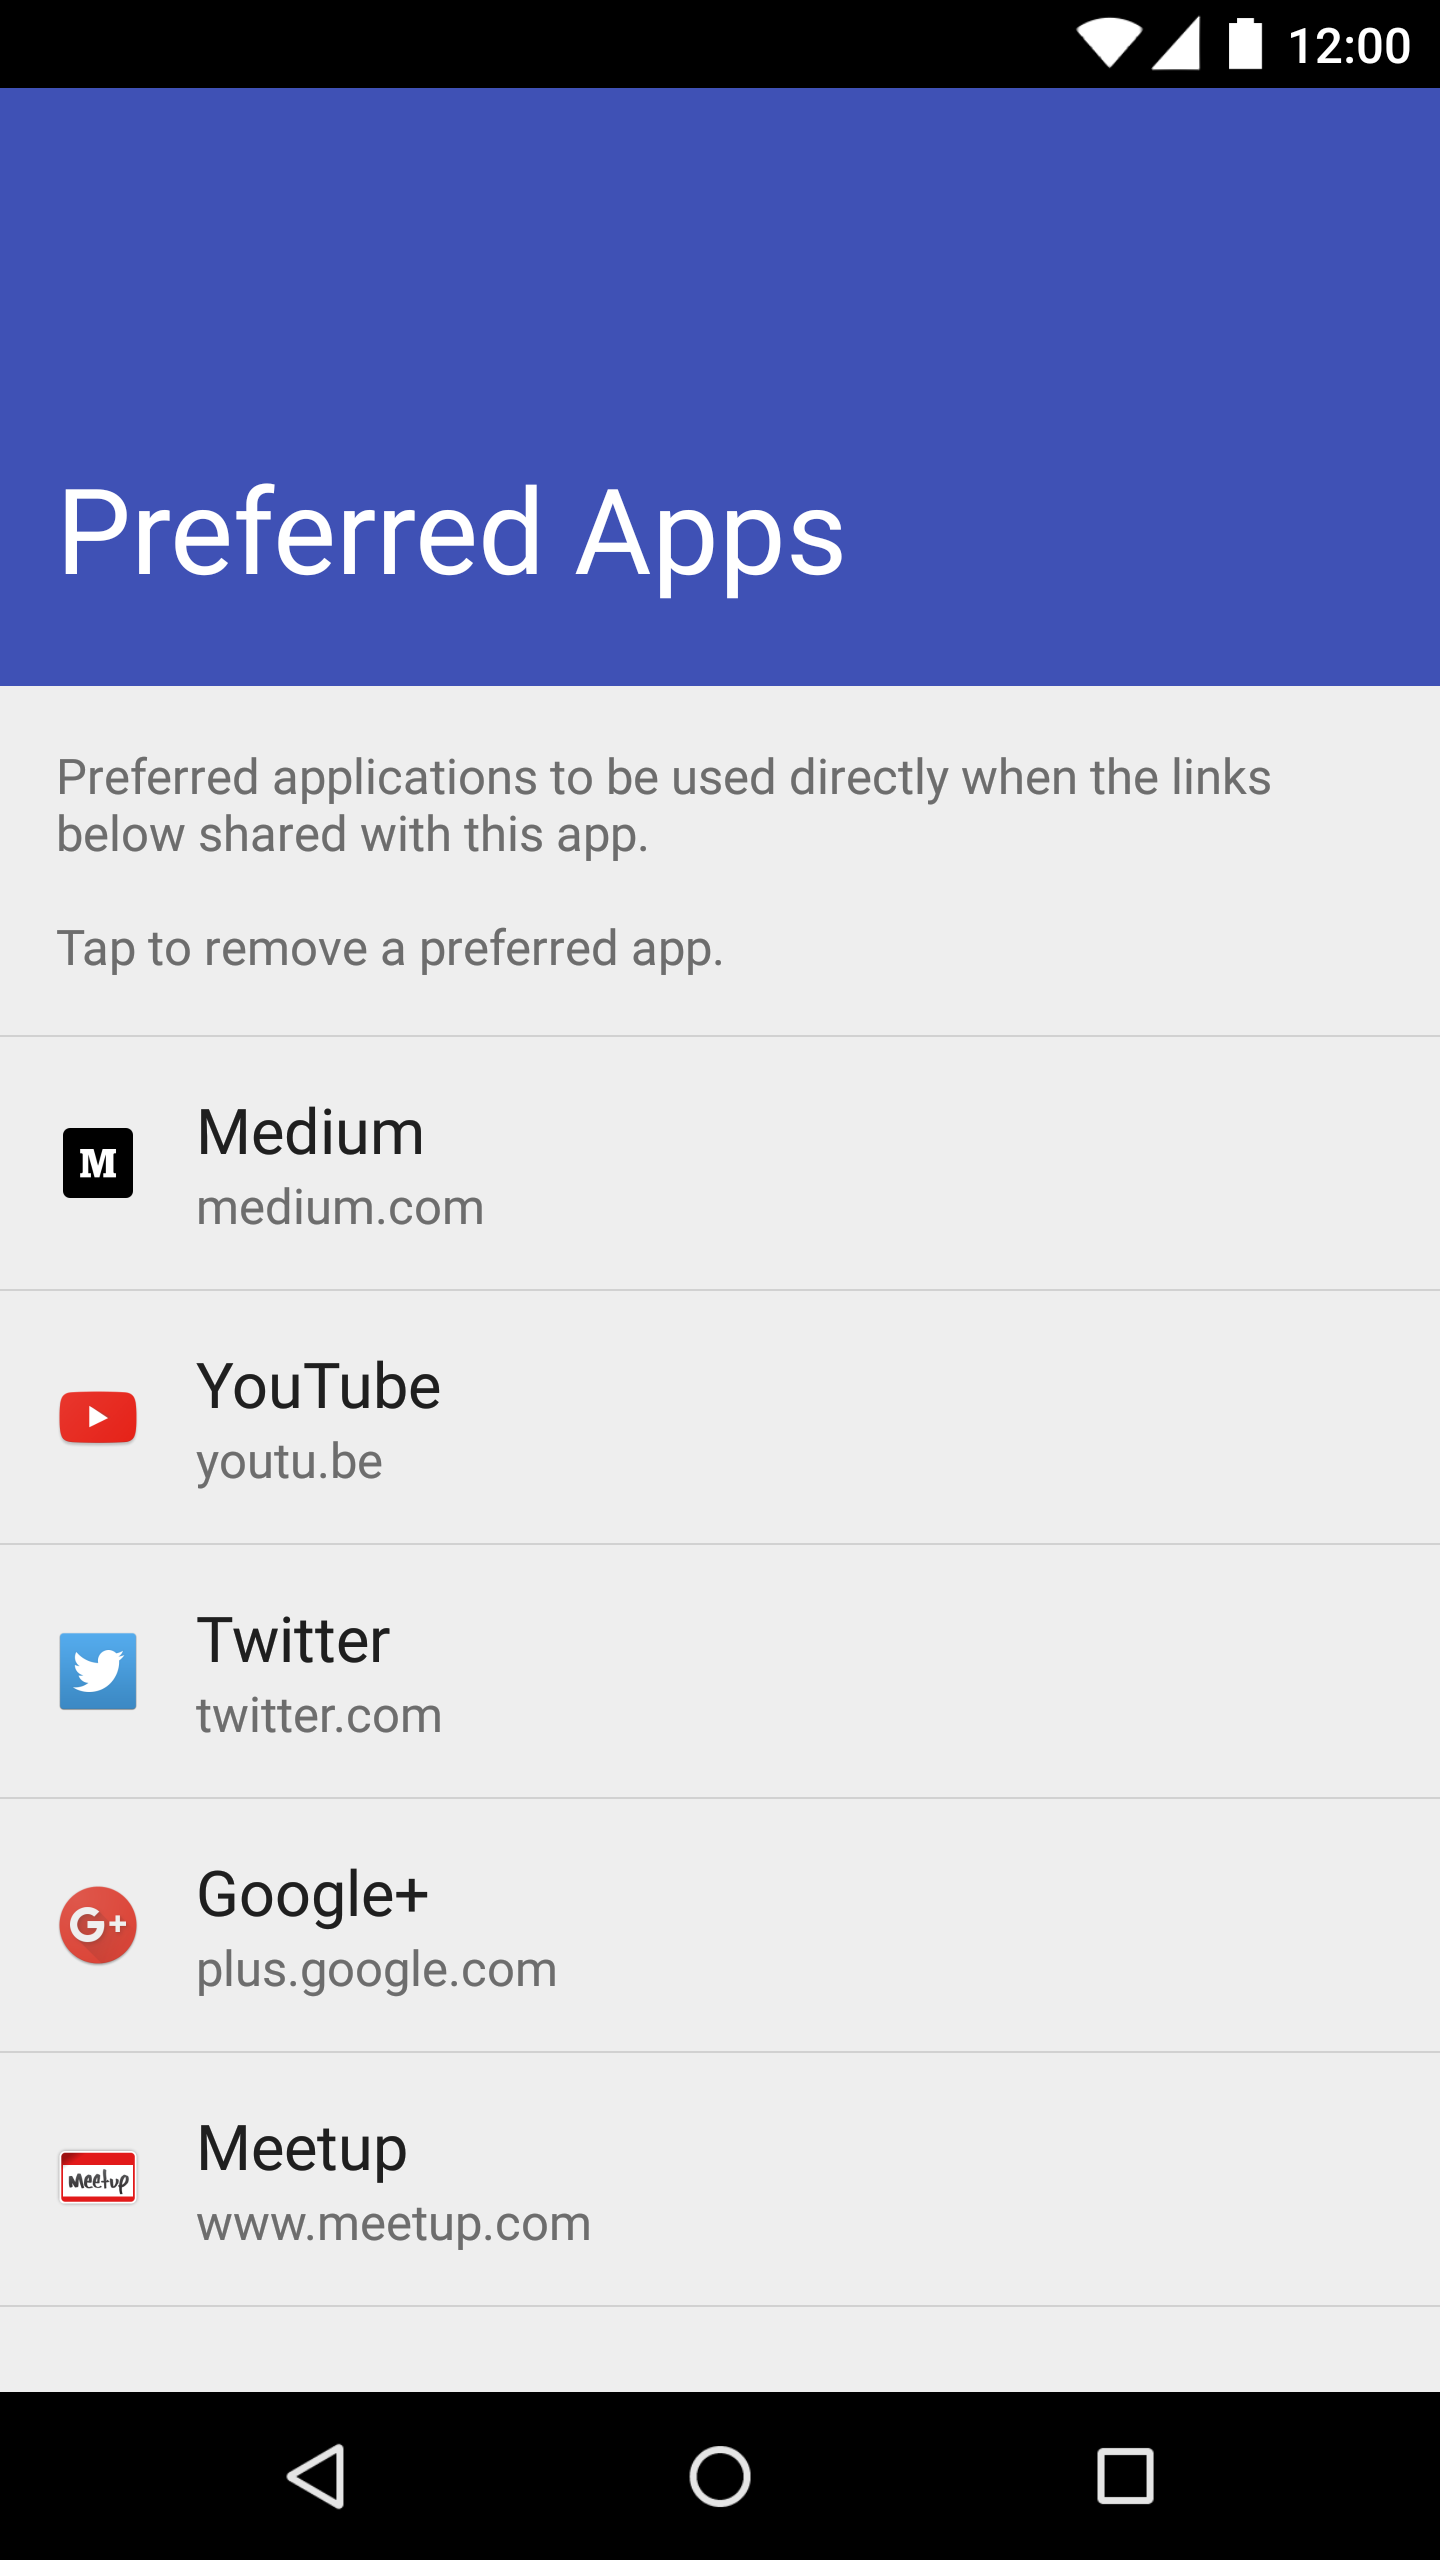 12:00
Preferred Apps
Preferred applications to be used directly when the links
below shared with this app.
Tap to remove a preferred app.
M
Medium
medium.com
YouTube
youtu.be
Twitter
twitter.com
G+
Google+
plus.google.com
Meetup
Meetup
www.meetup.com